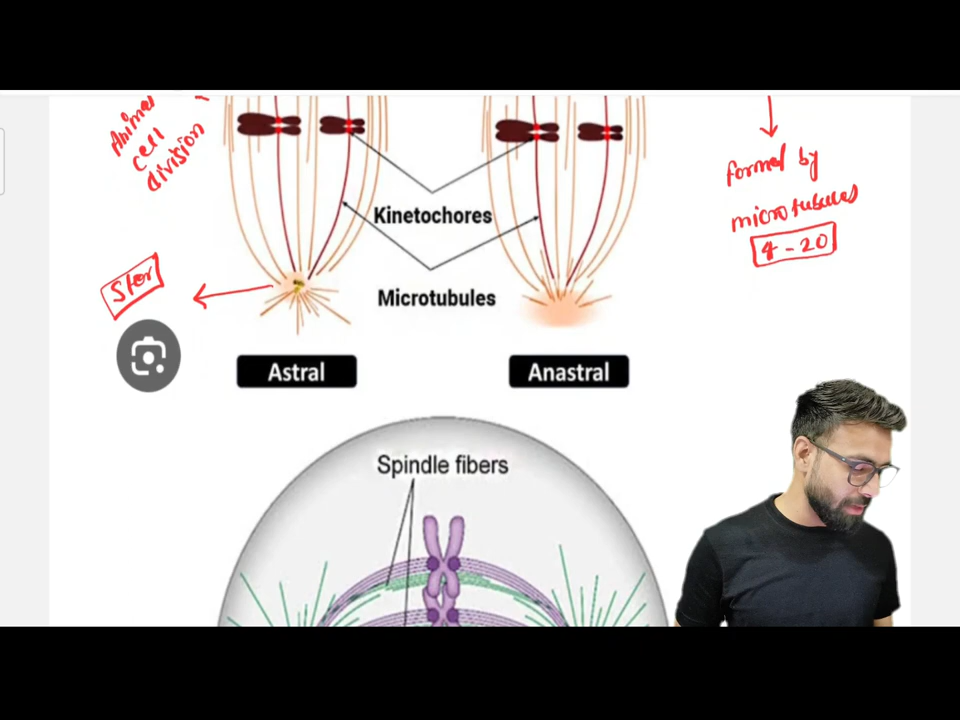 Animal
cell
division
Kinetochores
formed by
microtubules
4-20
Star
Microtubules
Astral
Anastral
Spindle fibers